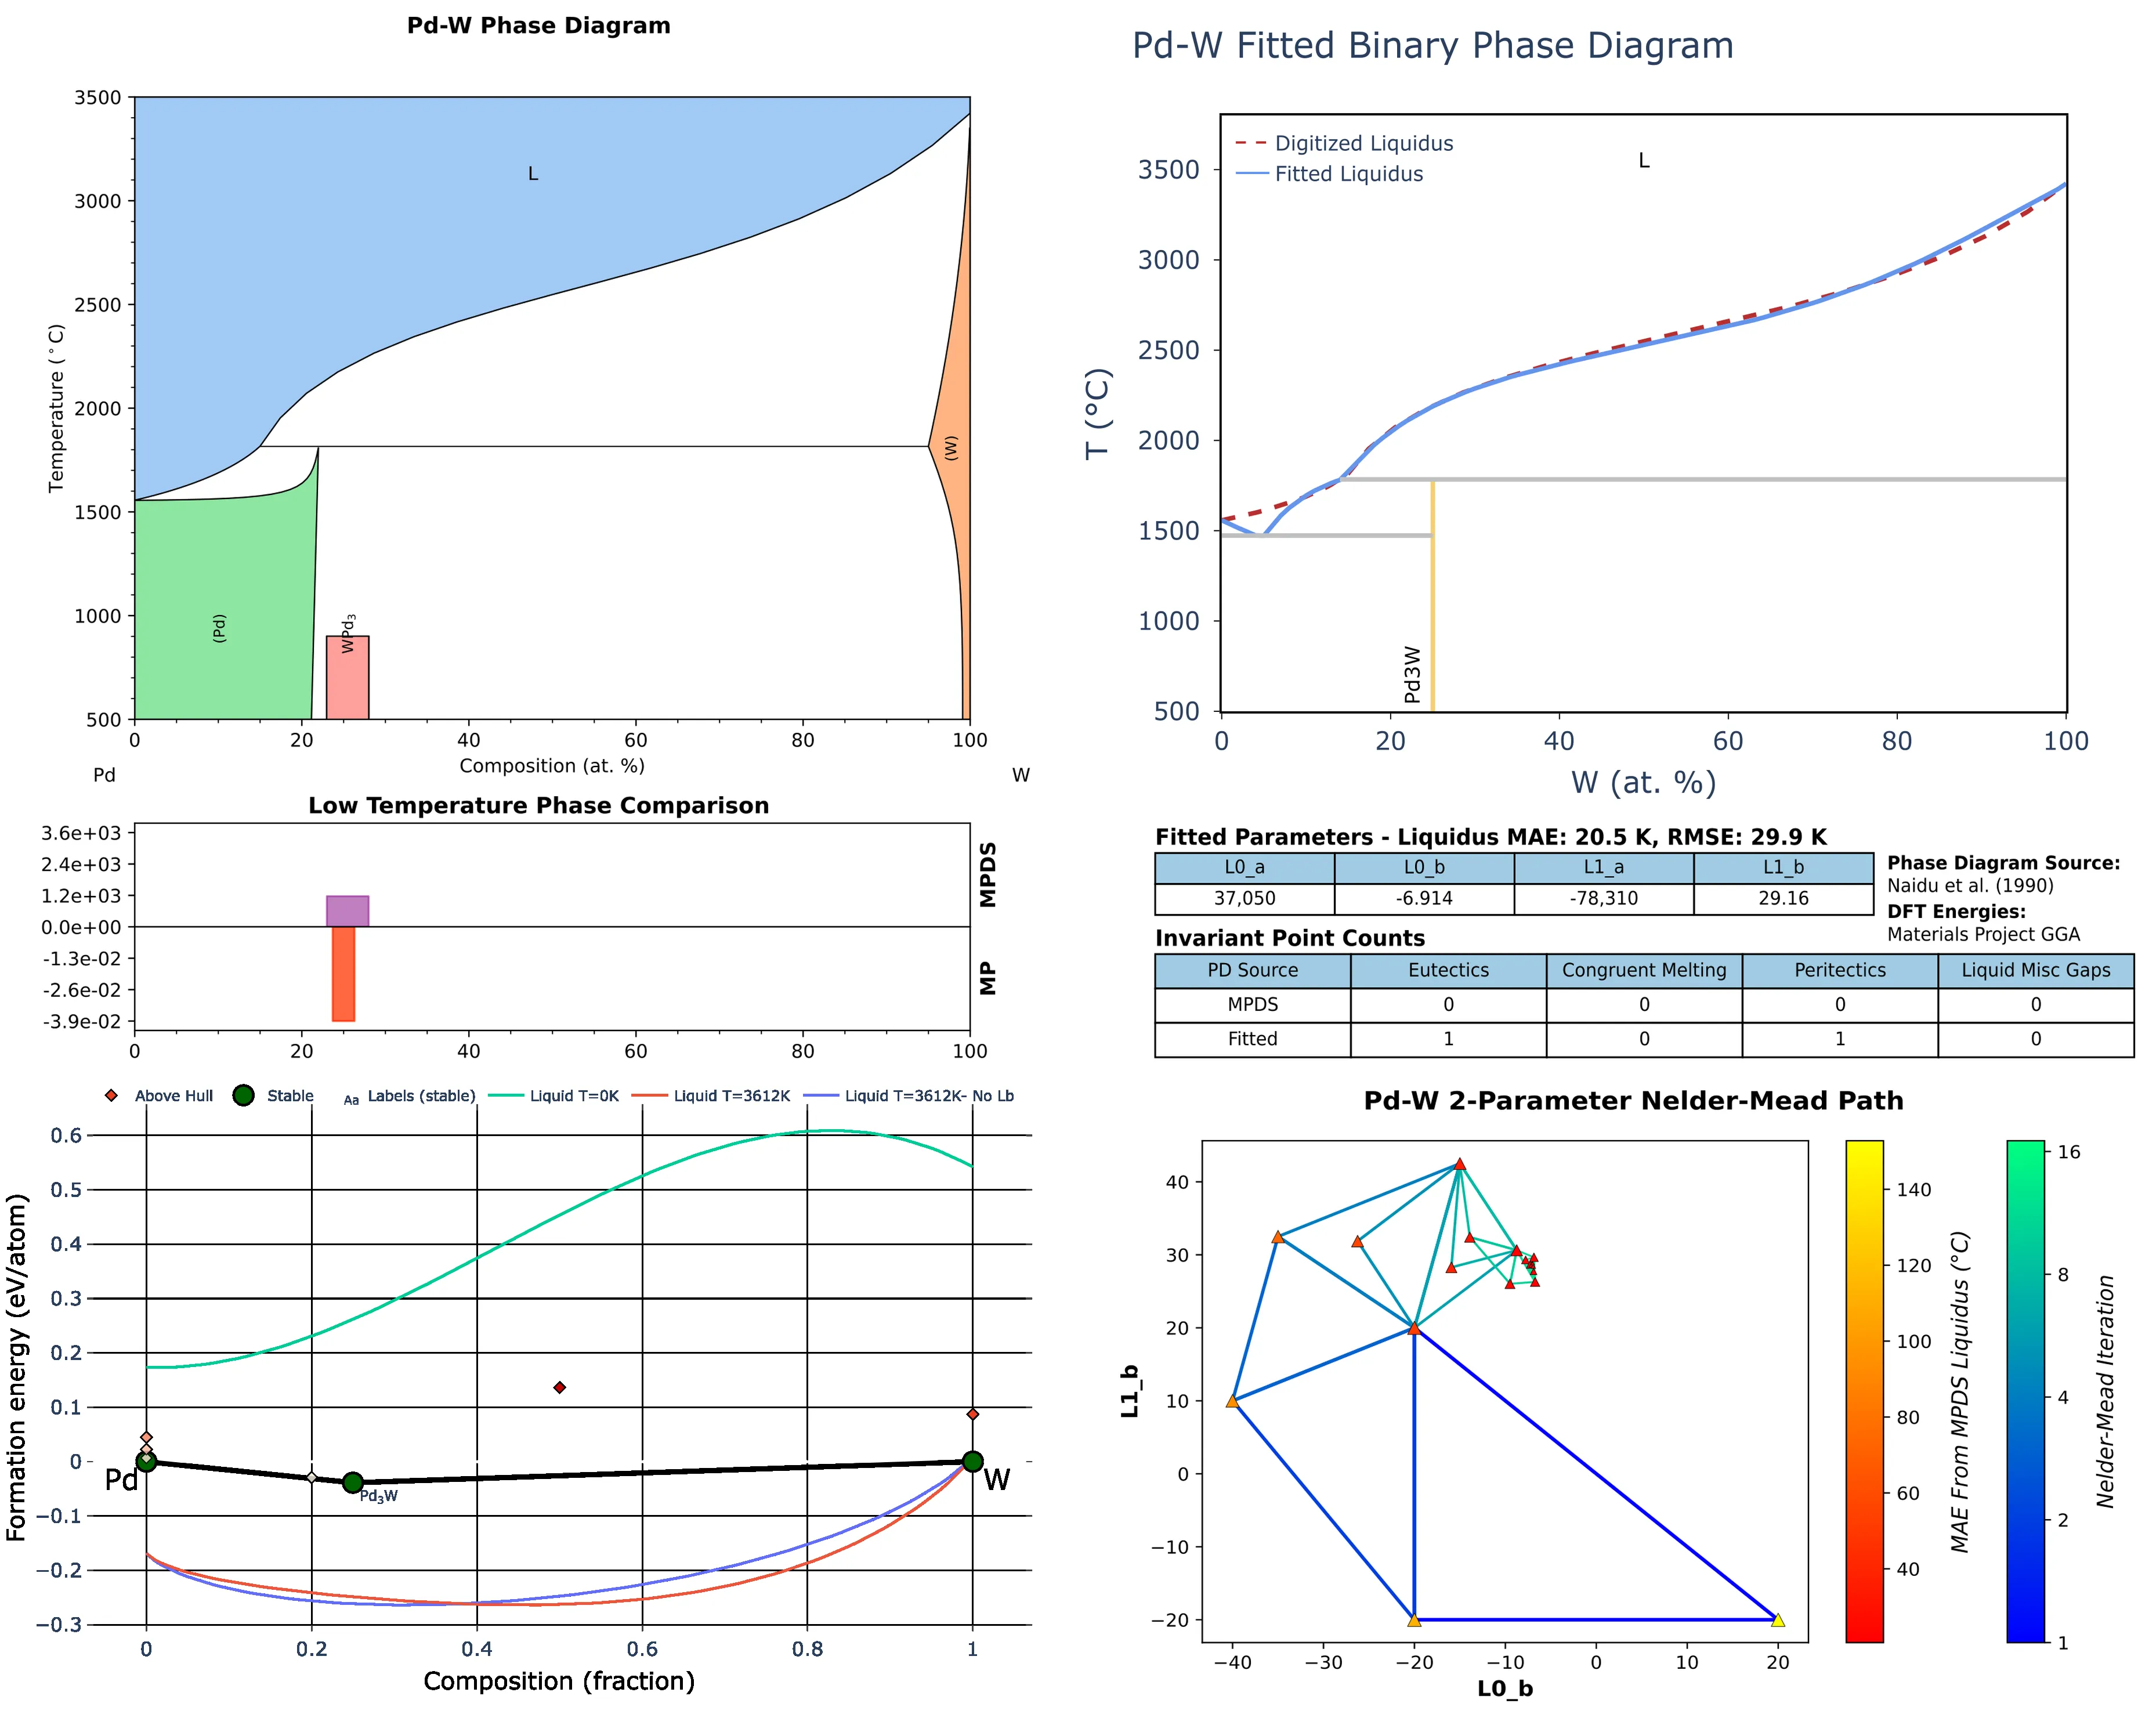 Pd-W Phase Diagram
3500
3000
2500
2000
1500
1000
500
Temperature (°C)
L
(Pd)
WPd3
(W)
0 20 40 60 80 100
Composition (at. %)
Pd W
Low Temperature Phase Comparison
3.6e+03
2.4e+03
1.2e+03
0.0e+00
-1.3e-02
-2.6e-02
-3.9e-02
MPDS
MP
0 20 40 60 80 100
Above Hull Stable Aa Labels (stable) Liquid T=0K Liquid T=3612K Liquid T=3612K- No Lb
0.6
0.5
0.4
0.3
0.2
0.1
0
−0.1
−0.2
−0.3
Formation energy (eV/atom)
Pd
Pd3W
W
0 0.2 0.4 0.6 0.8 1
Composition (fraction)
Pd-W Fitted Binary Phase Diagram
Digitized Liquidus
Fitted Liquidus
L
3500
3000
2500
2000
1500
1000
500
T (°C)
Pd3W
0 20 40 60 80 100
W (at. %)
Fitted Parameters - Liquidus MAE: 20.5 K, RMSE: 29.9 K
L0_a L0_b L1_a L1_b
37,050 -6.914 -78,310 29.16
Phase Diagram Source:
Naidu et al. (1990)
DFT Energies:
Materials Project GGA
Invariant Point Counts
PD Source Eutectics Congruent Melting Peritectics Liquid Misc Gaps
MPDS 0 0 0 0
Fitted 1 0 1 0
Pd-W 2-Parameter Nelder-Mead Path
40
30
20
10
0
−10
−20
L1_b
−40 −30 −20 −10 0 10 20
L0_b
140
120
100
80
60
40
MAE From MPDS Liquidus (°C)
16
8
4
2
1
Nelder-Mead Iteration